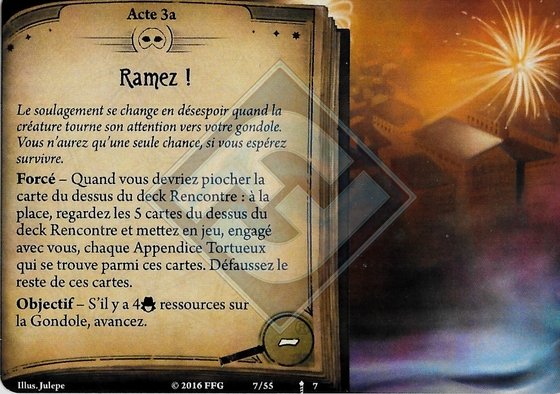 Acte 3a
Ramez !
Le soulagement se change en désespoir quand la
créature tourne son attention vers votre gondole.
Vous n'aurez qu'une seule chance, si vous espérez
survivre.
Forcé – Quand vous devriez piocher la
carte du dessus du deck Rencontre : à la
place, regardez les 5 cartes du dessus du
deck Rencontre et mettez en jeu, engagé
avec vous, chaque Appendice Tortueux
qui se trouve parmi ces cartes. Défaussez le
reste de ces cartes.
Objectif – S'il y a 4 ressources sur
la Gondole, avancez.
–
Illus. Julepe © 2016 FFG 7/55 7